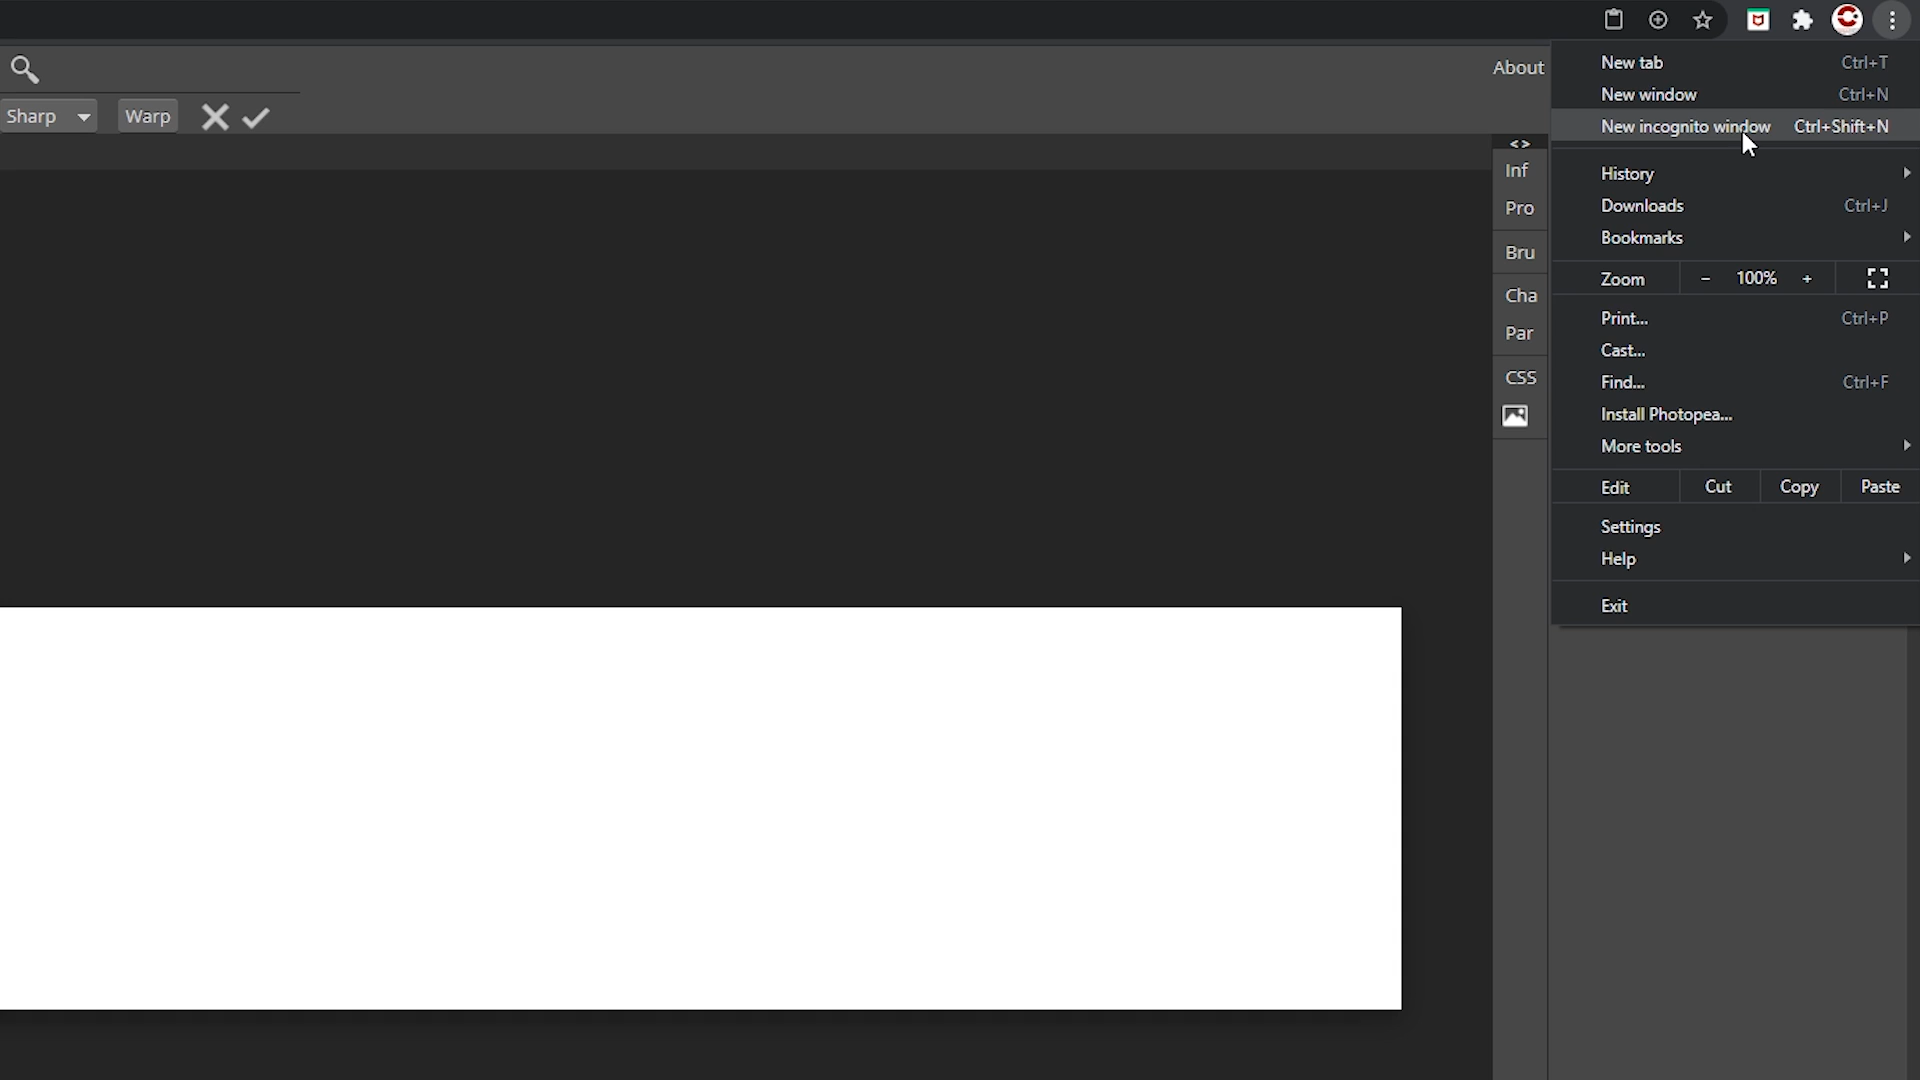 About
Sharp
Warp
<>
Inf
Pro
Bru
Cha
Par
CSS
New tab Ctrl+T
New window Ctrl+N
New incognito window Ctrl+Shift+N
History
Downloads Ctrl+J
Bookmarks
Zoom - 100% +
Print... Ctrl+P
Cast...
Find... Ctrl+F
Install Photopea...
More tools
Edit Cut Copy Paste
Settings
Help
Exit